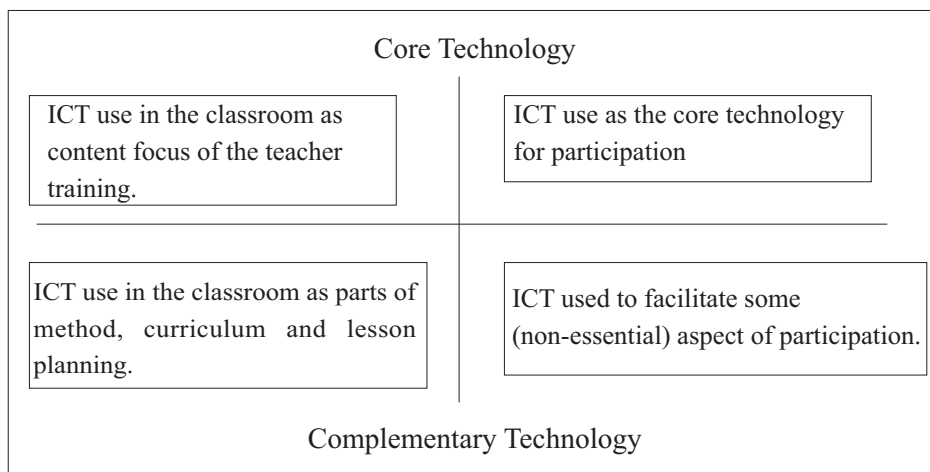 Core Technology
ICT use in the classroom as
content focus of the teacher
training.
ICT use as the core technology
for participation
ICT use in the classroom as parts of
method, curriculum and lesson
planning.
ICT used to facilitate some
(non-essential) aspect of participation.
Complementary Technology